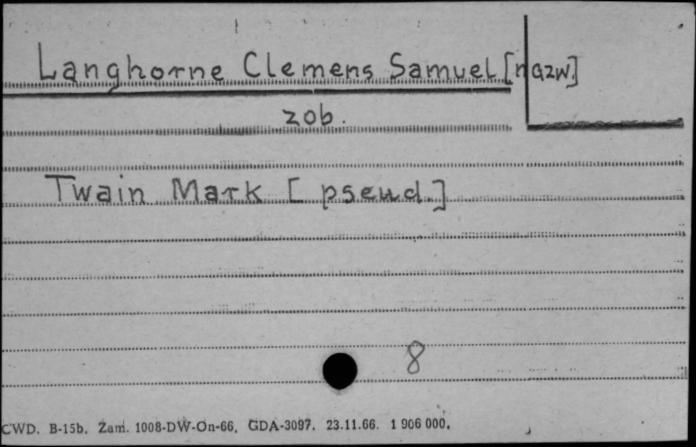 Langhorne Clemens Samuel [nazw.]
zob.
Twain Mark [pseud.]
8
CWD. B-15b. Zam. 1008-DW-On-66. GDA-3097. 23.11.66. 1 906 000.